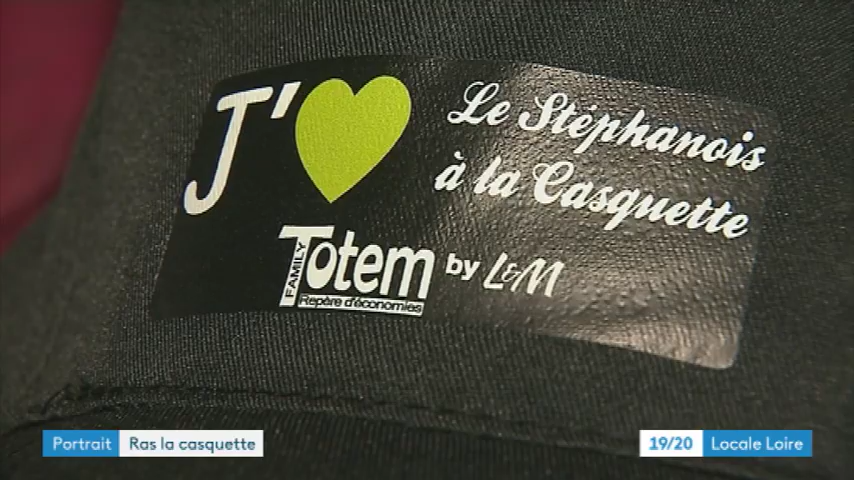 J'
Le Stéphanois
à la Casquette
FAMILY
Totem
by L&M
Repère d'économies
Portrait
Ras la casquette
19/20
Locale Loire